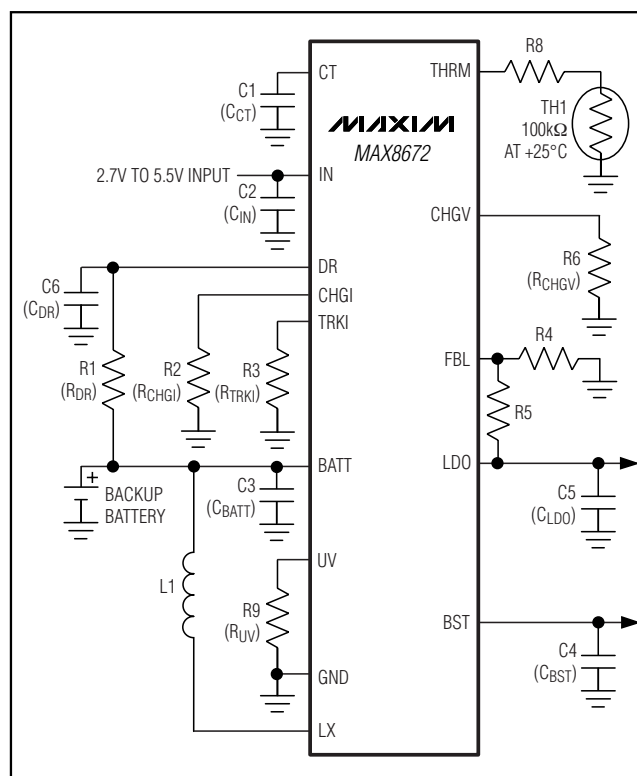 CT
C1
(CCT)
MAXIM
MAX8672
THRM
R8
TH1
100kΩ
AT +25°C
2.7V TO 5.5V INPUT
IN
C2
(CIN)
CHGV
R6
(RCHGV)
DR
C6
(CDR)
CHGI
TRKI
R1
(RDR)
R2
(RCHGI)
R3
(RTRKI)
FBL
R4
R5
BATT
LDO
+
BACKUP
BATTERY
C3
(CBATT)
C5
(CLDO)
UV
L1
R9
(RUV)
BST
C4
(CBST)
GND
LX